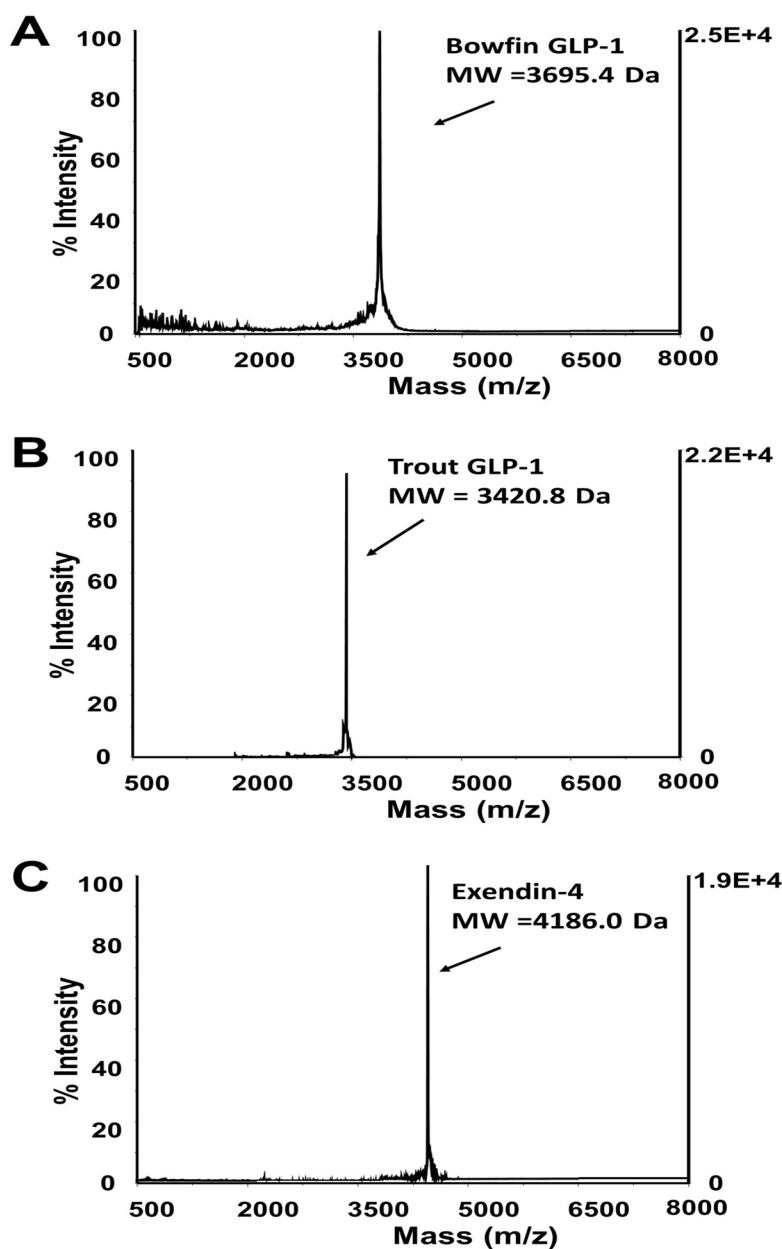 A
% Intensity
100
80
60
40
20
0
Bowfin GLP-1
MW =3695.4 Da
2.5E+4
0
500 2000 3500 5000 6500 8000
Mass (m/z)
B
% Intensity
100
80
60
40
20
0
Trout GLP-1
MW = 3420.8 Da
2.2E+4
0
500 2000 3500 5000 6500 8000
Mass (m/z)
C
% Intensity
100
80
60
40
20
0
Exendin-4
MW =4186.0 Da
1.9E+4
0
500 2000 3500 5000 6500 8000
Mass (m/z)